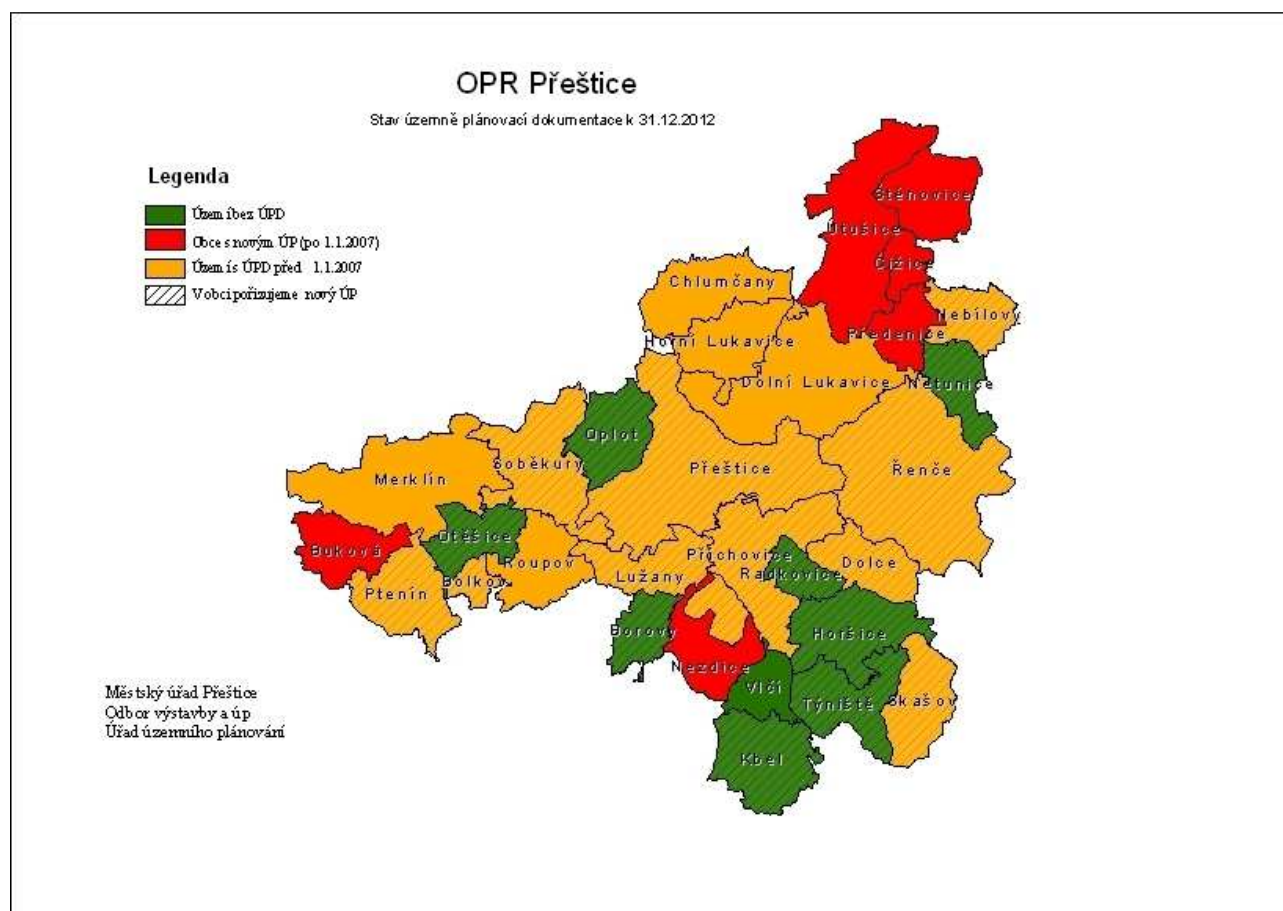 OPR Přeštice
Stav územně plánovací dokumentace k 31.12.2012
Legenda
Území bez ÚPD
Obce s novým ÚP (po 1.1.2007)
Území s ÚPD před 1.1.2007
V obci pořizujeme nový ÚP
Štěnovice
Útušice
Čižice
Chlumčany
Nebílovy
Předenice
Horní Lukavice
Dolní Lukavice
Netunice
Oplot
Soběkury
Přeštice
Řenče
Merklín
Otěšice
Buková
Roupov
Příchovice
Dolce
Radkovice
Bolkov
Lužany
Ptenín
Borovy
Horšice
Nezdice
Vlčí
Týniště
Skašov
Kbel
Městský úřad Přeštice
Odbor výstavby a úp
Úřad územního plánování